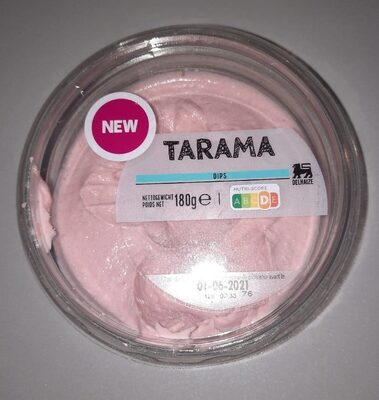 NEW
TARAMA
DIPS
DELHAIZE
NETTOGEWICHT
POIDS NET
180g e
NUTRI-SCORE
A B C D E
01-06-2021